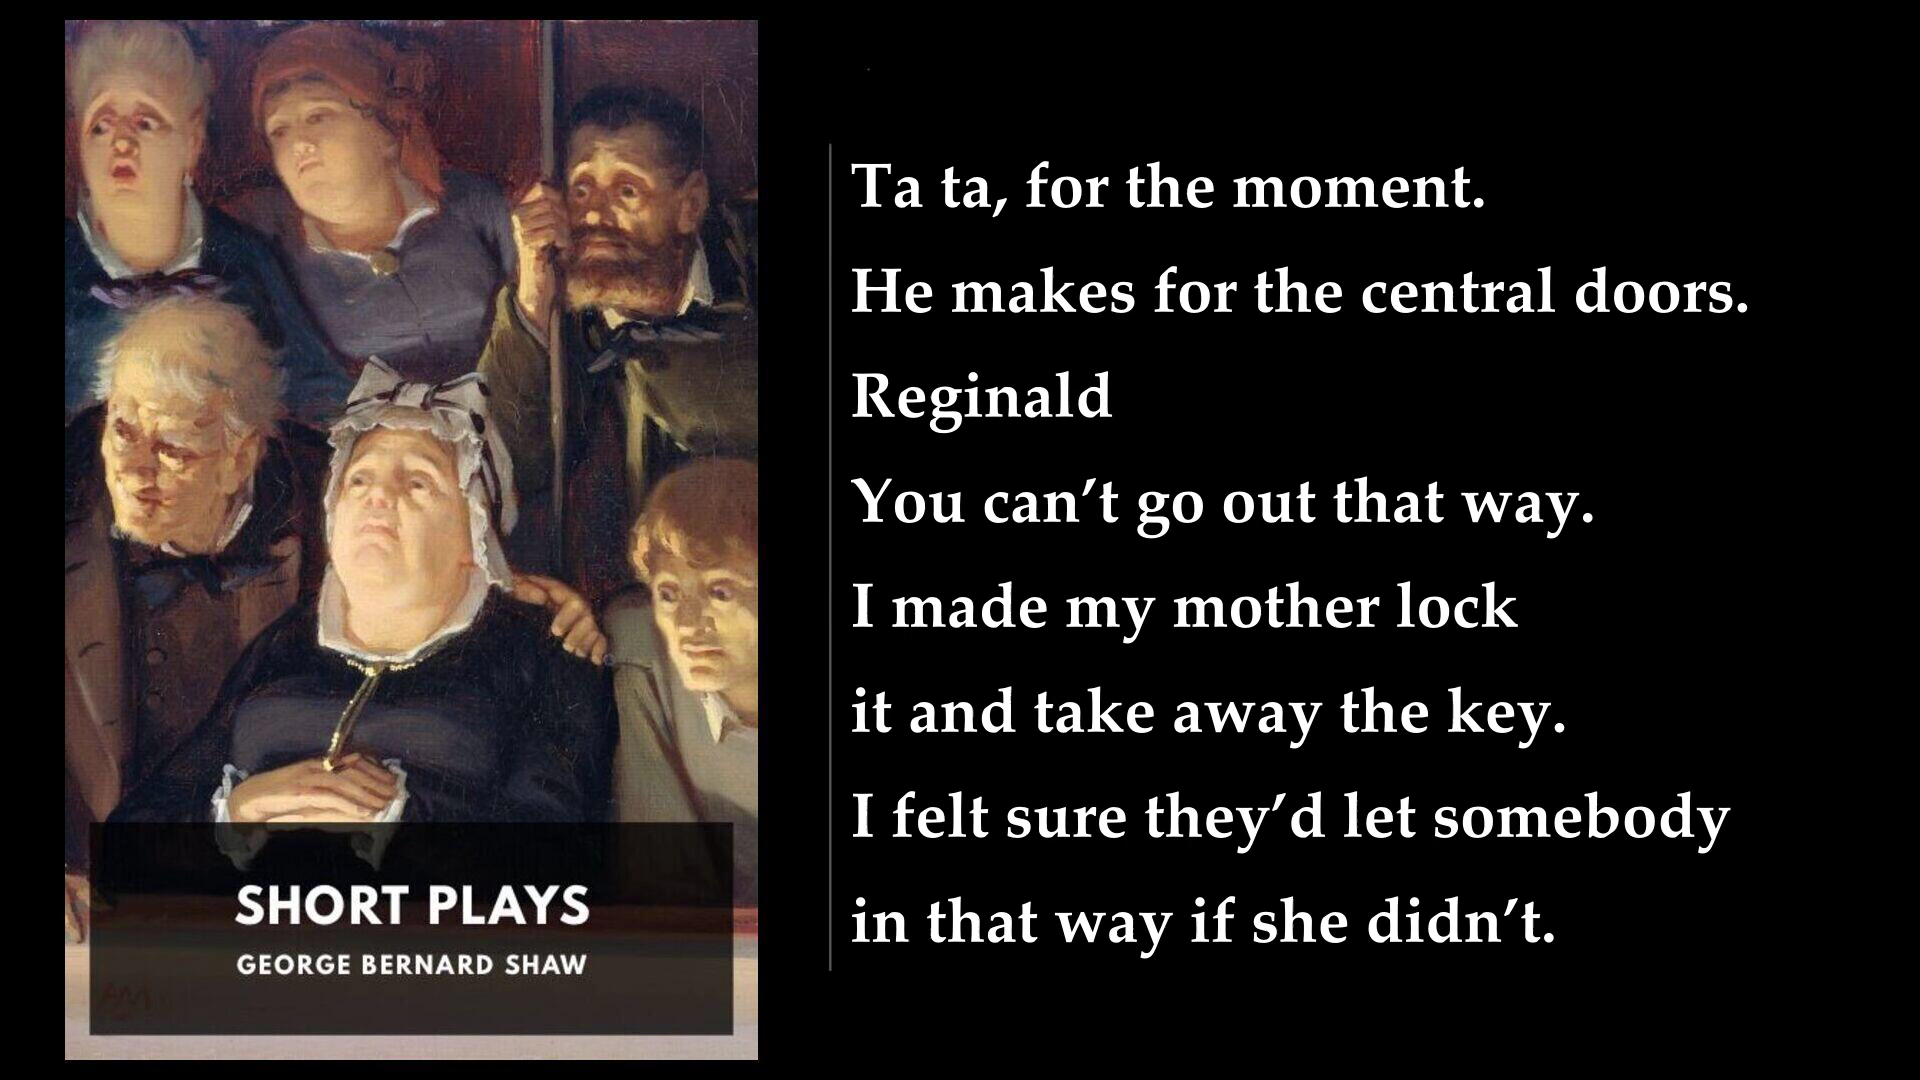 SHORT PLAYS
GEORGE BERNARD SHAW
Ta ta, for the moment.
He makes for the central doors.
Reginald
You can’t go out that way.
I made my mother lock
it and take away the key.
I felt sure they’d let somebody
in that way if she didn’t.